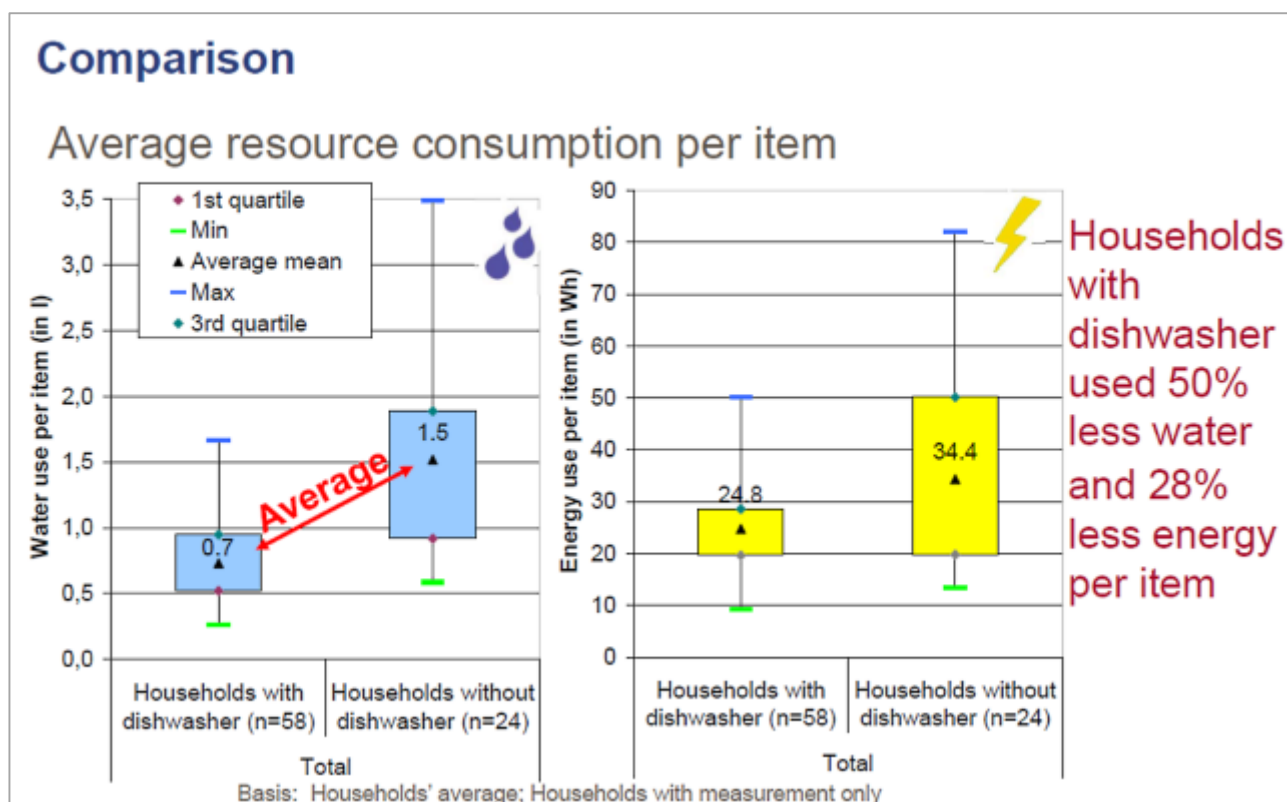 Comparison
Average resource consumption per item
Water use per item (in l)
3,5
3,0
2,5
2,0
1,5
1,0
0,5
0,0
1st quartile
Min
Average mean
Max
3rd quartile
0.7
Average
1.5
Households with
dishwasher (n=58)
Households without
dishwasher (n=24)
Total
Energy use per item (in Wh)
90
80
70
60
50
40
30
20
10
0
24.8
34.4
Households with
dishwasher (n=58)
Households without
dishwasher (n=24)
Total
Households
with
dishwasher
used 50%
less water
and 28%
less energy
per item
Basis: Households' average; Households with measurement only